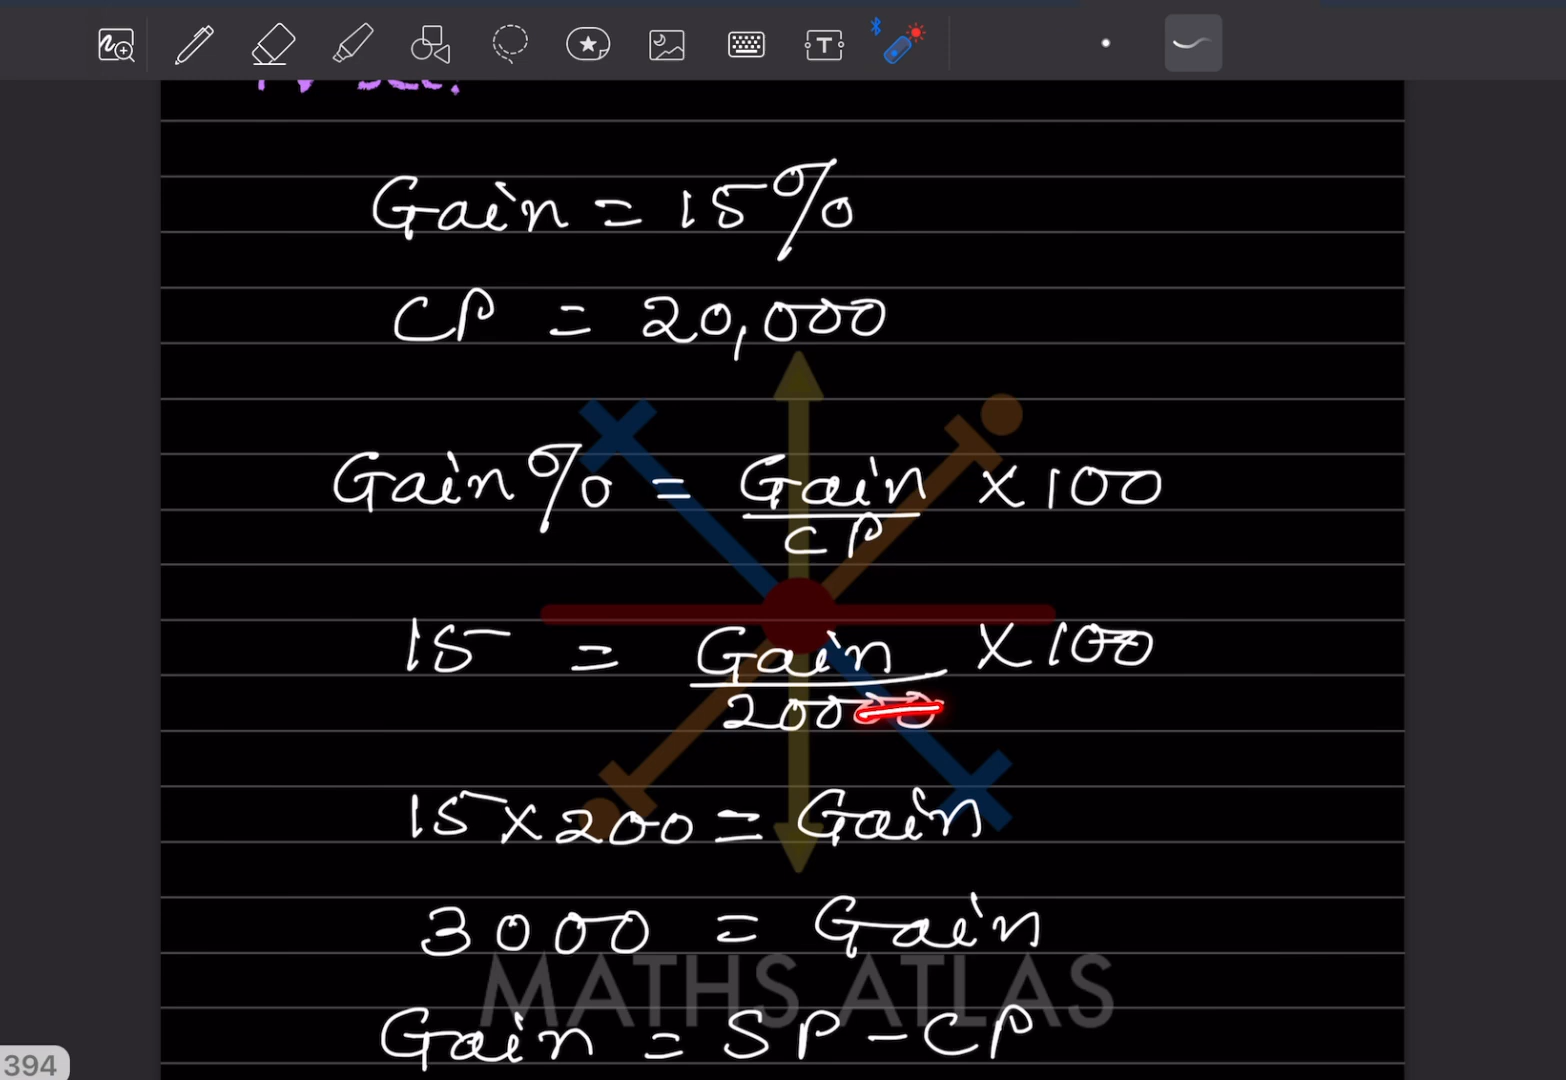 Gain = 15%
CP = 20,000
Gain% = Gain/CP × 100
15 = Gain/20000 × 100
15 × 200 = Gain
3000 = Gain
MATHS ATLAS
Gain = SP - CP
394